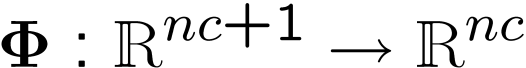 𝚽 : ℝ^{nc+1} → ℝ^{nc}